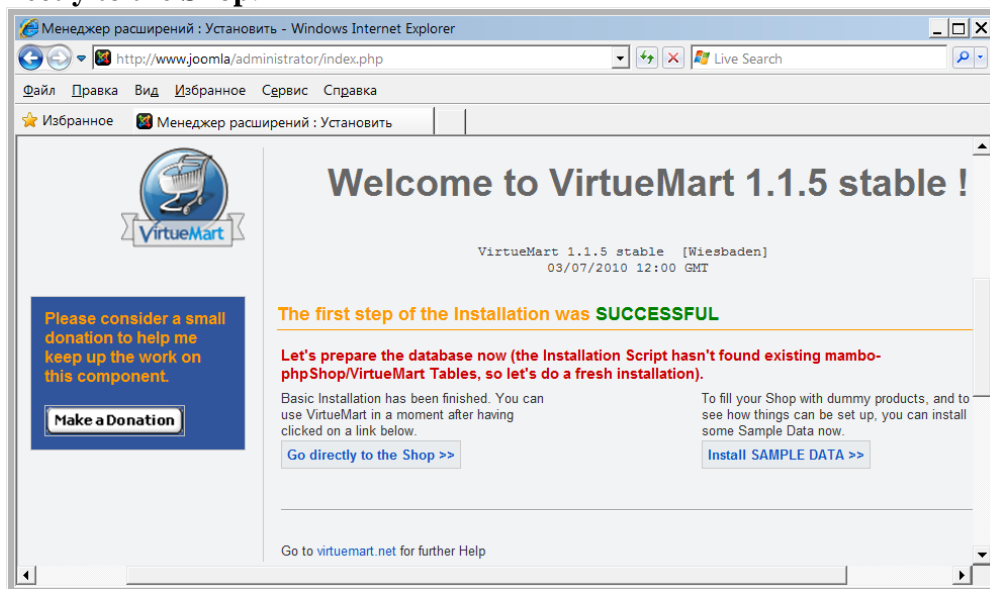 Менеджер расширений : Установить - Windows Internet Explorer
http://www.joomla/administrator/index.php
Live Search
Файл Правка Вид Избранное Сервис Справка
Избранное
Менеджер расширений : Установить
VirtueMart
Welcome to VirtueMart 1.1.5 stable !
VirtueMart 1.1.5 stable [Wiesbaden]
03/07/2010 12:00 GMT
Please consider a small
donation to help me
keep up the work on
this component.
Make a Donation
The first step of the Installation was SUCCESSFUL
Let's prepare the database now (the Installation Script hasn't found existing mambo-
phpShop/VirtueMart Tables, so let's do a fresh installation).
Basic Installation has been finished. You can
use VirtueMart in a moment after having
clicked on a link below.
Go directly to the Shop >>
To fill your Shop with dummy products, and to
see how things can be set up, you can install
some Sample Data now.
Install SAMPLE DATA >>
Go to virtuemart.net for further Help